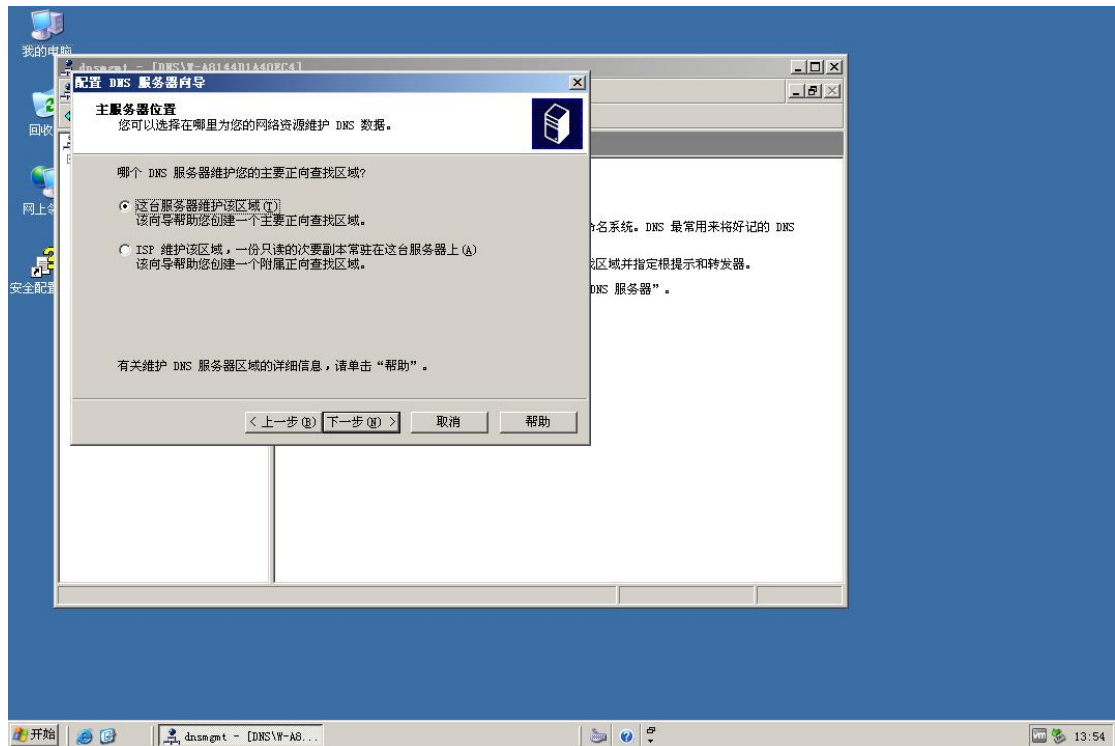 我的电脑
dnsmgmt - [DNS\W-A8144D1A40EC4]
配置 DNS 服务器向导
主服务器位置
您可以选择在哪里为您的网络资源维护 DNS 数据。
回收
哪个 DNS 服务器维护您的主要正向查找区域?
这台服务器维护该区域(T)
该向导帮助您创建一个主要正向查找区域。
网上邻
命名系统。DNS 最常用来将好记的 DNS
ISP 维护该区域，一份只读的次要副本常驻在这台服务器上(A)
该向导帮助您创建一个附属正向查找区域。
找区域并指定根提示和转发器。
安全配置
DNS 服务器”。
有关维护 DNS 服务器区域的详细信息，请单击“帮助”。
< 上一步(B) 下一步(N) > 取消 帮助
开始 dnsmgmt - [DNS\W-A8... 13:54